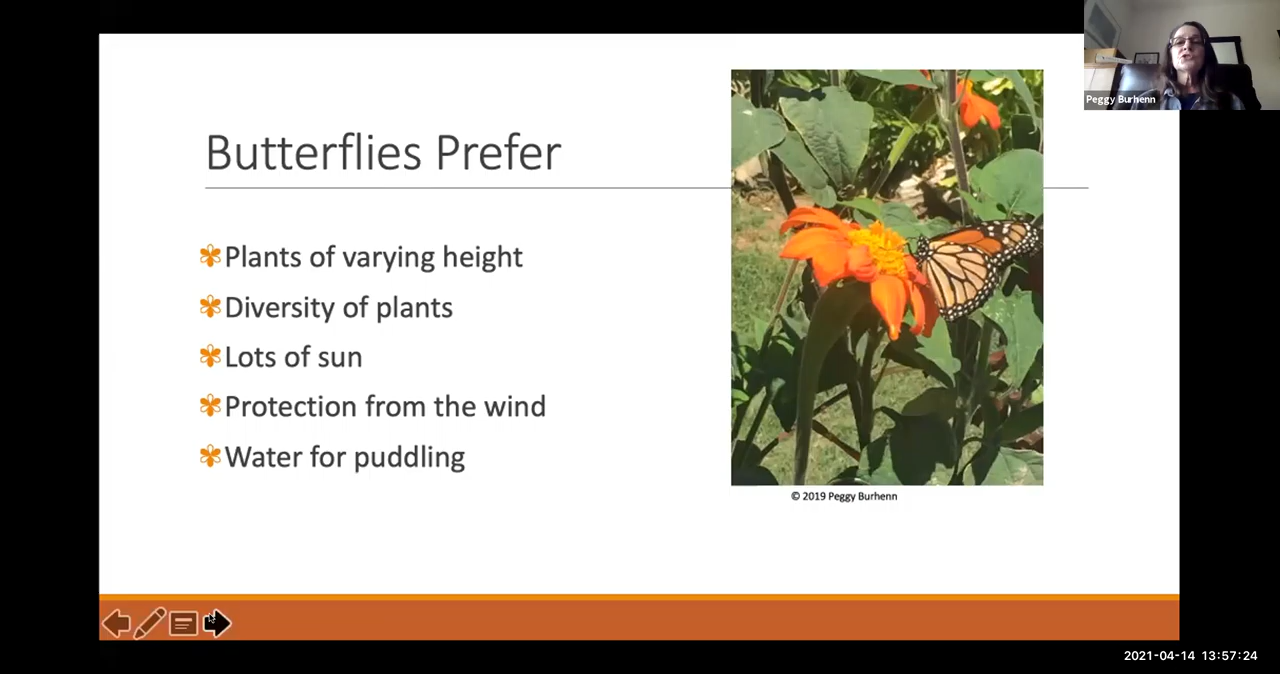 Peggy Burhenn
Butterflies Prefer
Plants of varying height
Diversity of plants
Lots of sun
Protection from the wind
Water for puddling
© 2019 Peggy Burhenn
2021-04-14 13:57:24